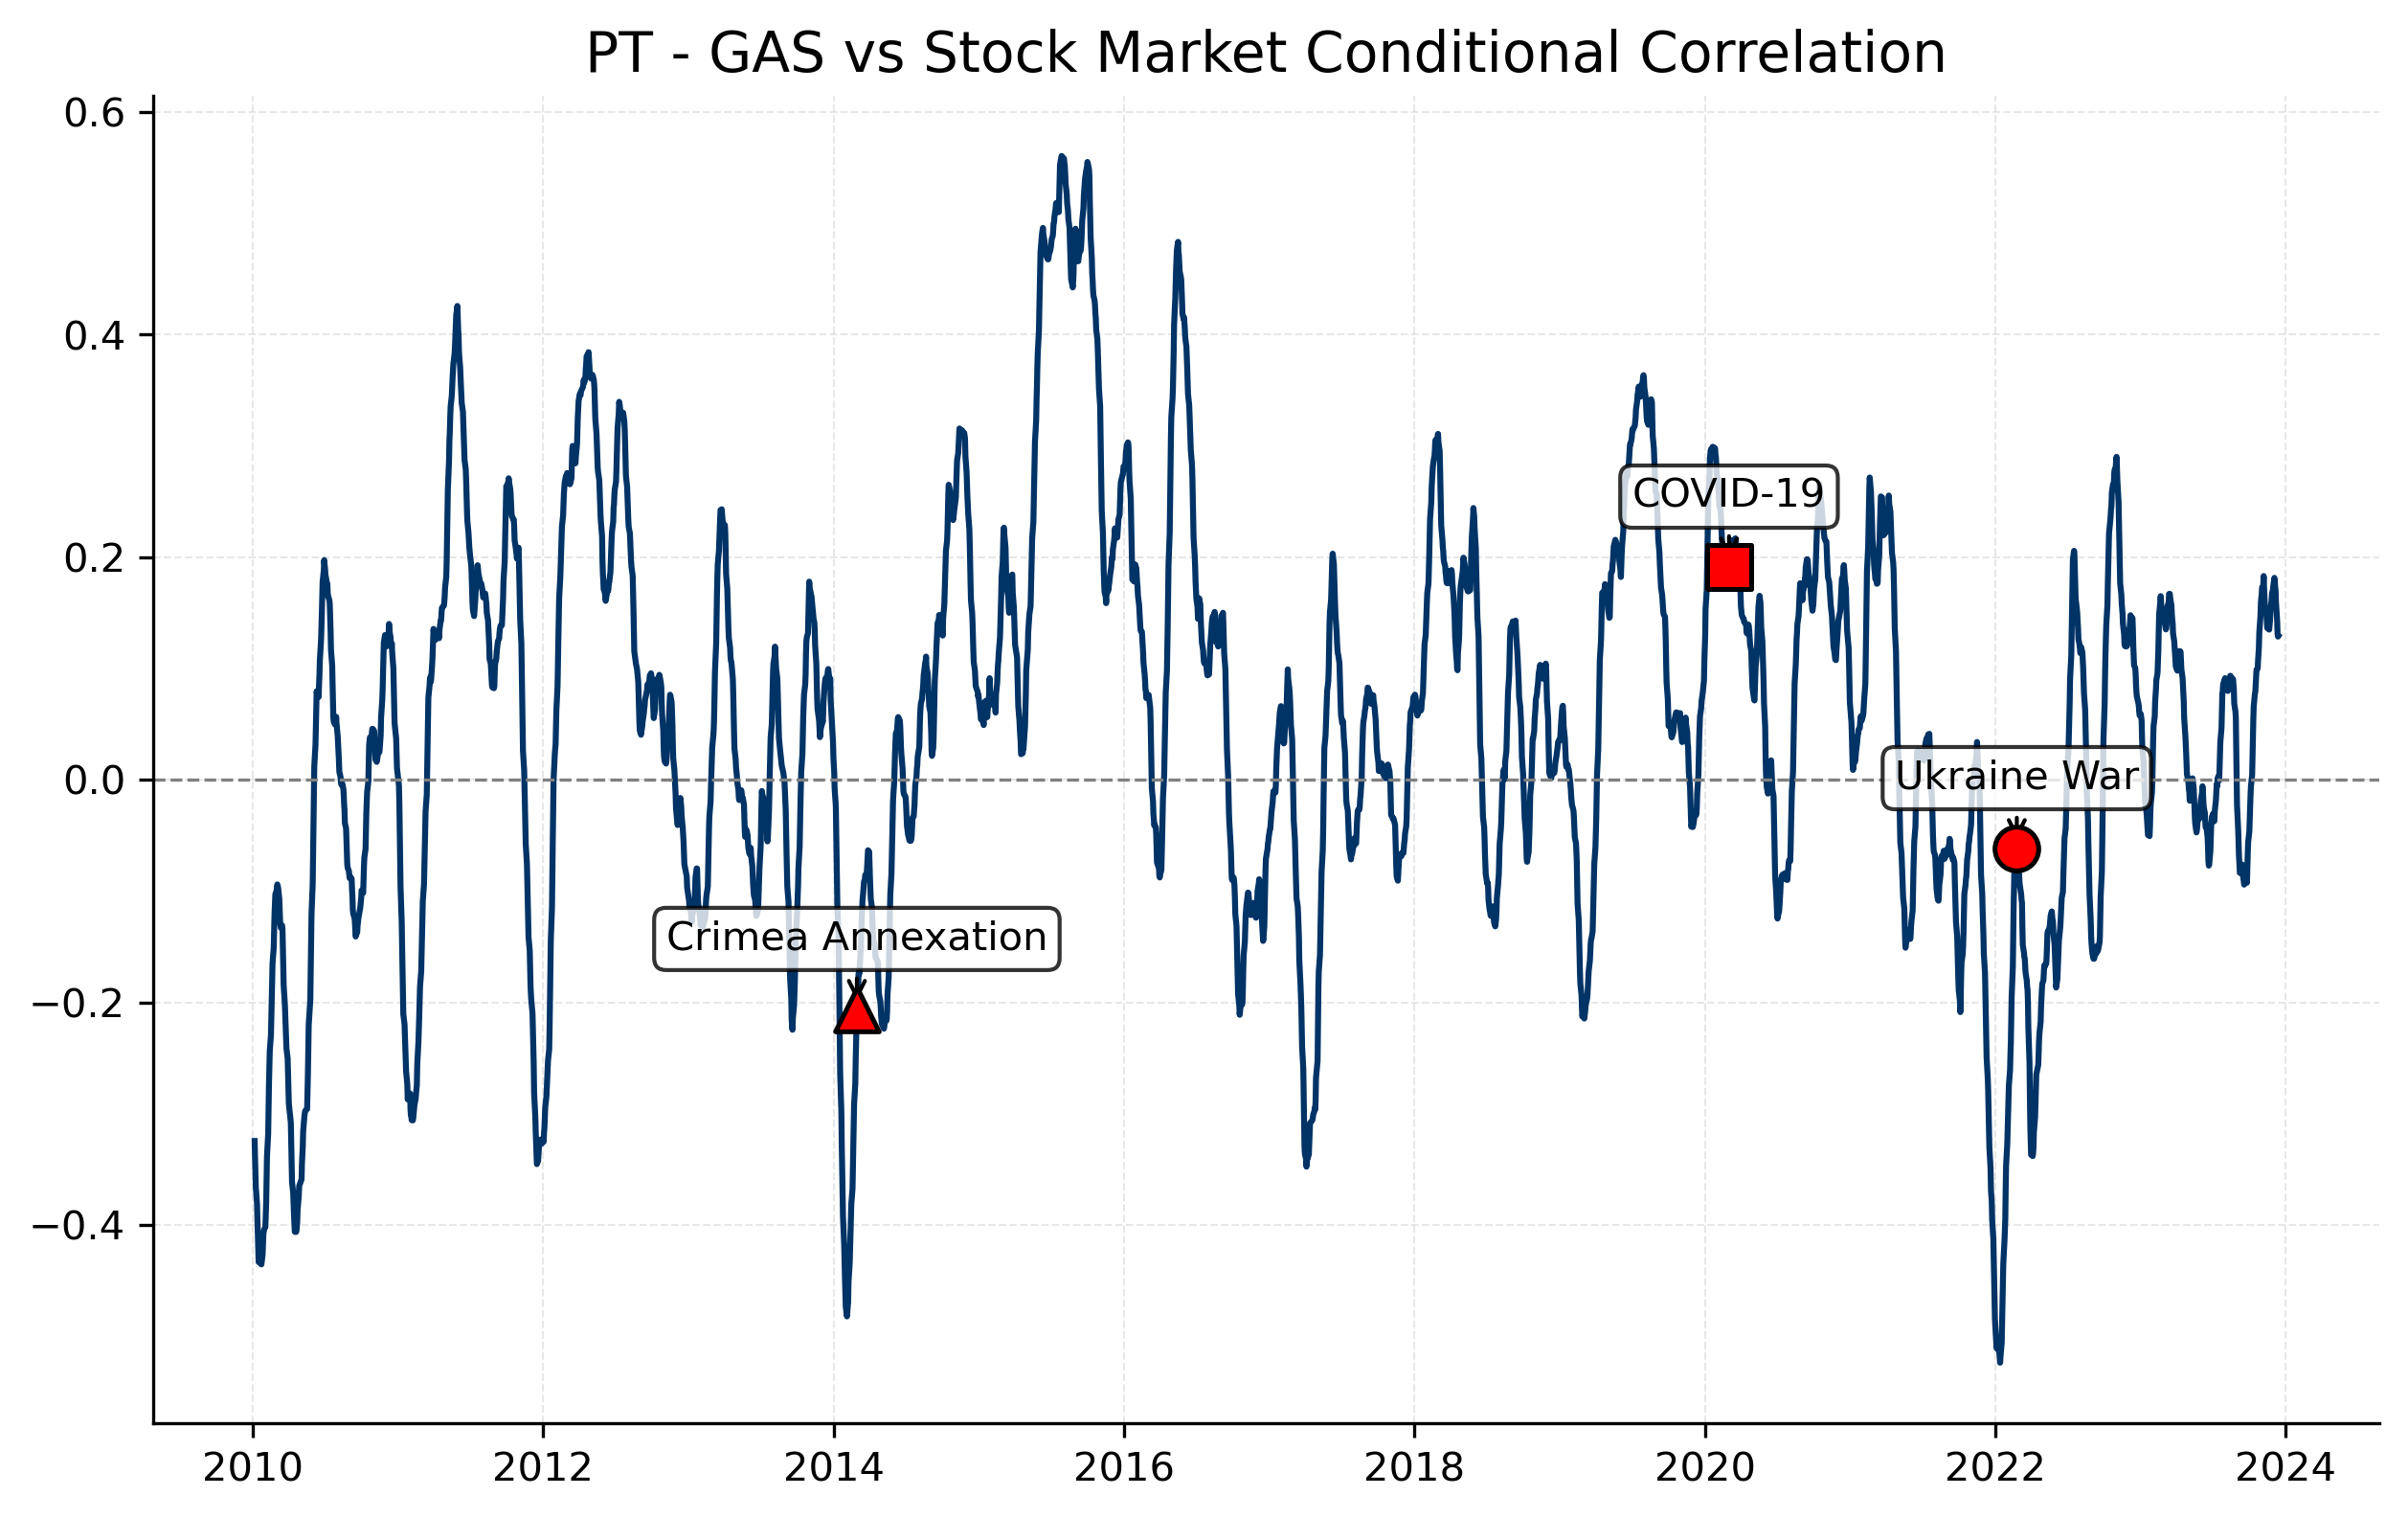 PT - GAS vs Stock Market Conditional Correlation
0.6
0.4
0.2
0.0
−0.2
−0.4
COVID-19
Ukraine War
Crimea Annexation
2010 2012 2014 2016 2018 2020 2022 2024